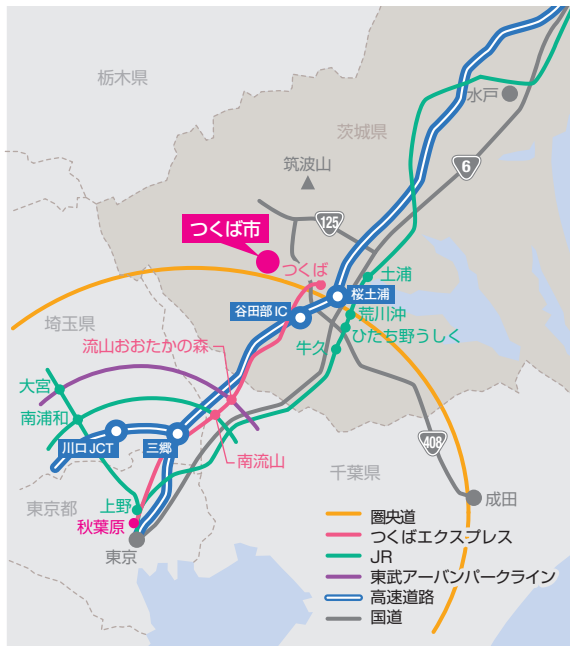 栃木県
水戸
茨城県
筑波山
6
125
つくば市
つくば
土浦
桜土浦
谷田部IC
荒川沖
ひたち野うしく
牛久
埼玉県
流山おおたかの森
大宮
南浦和
川口JCT
三郷
408
南流山
千葉県
東京都
上野
成田
秋葉原
東京
圏央道
つくばエクスプレス
JR
東武アーバンパークライン
高速道路
国道